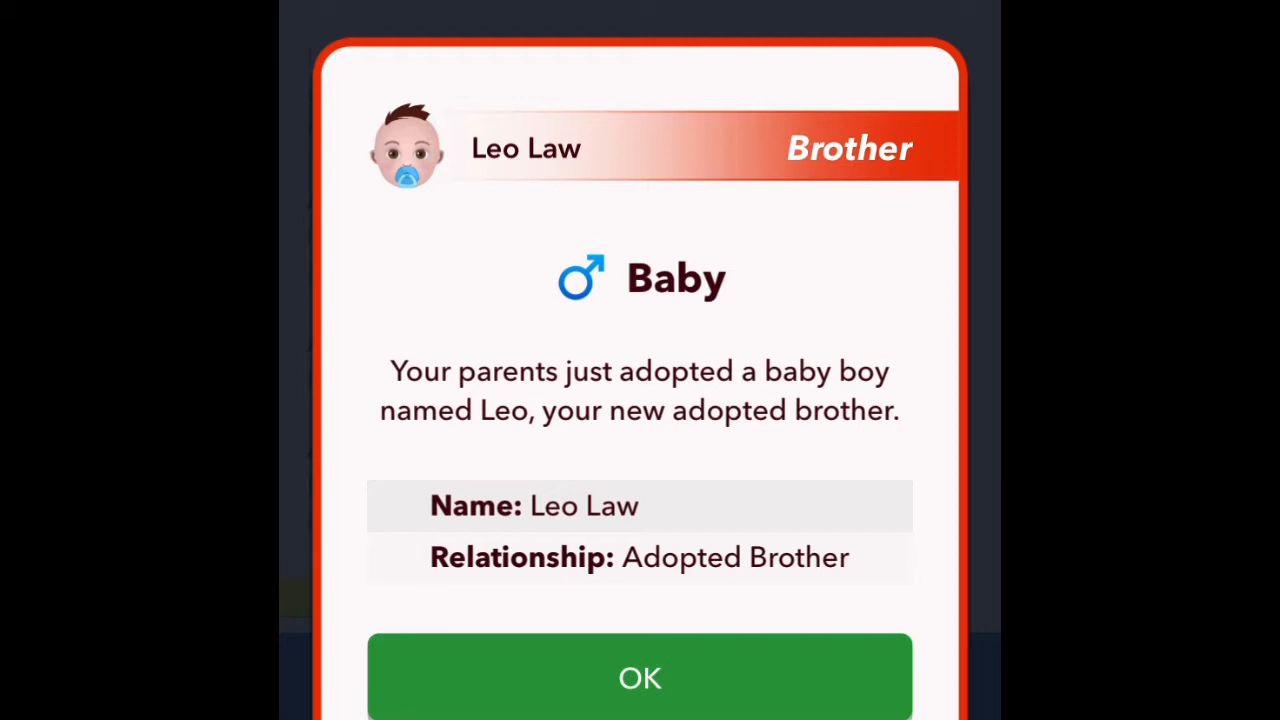 Leo Law Brother
♂ Baby
Your parents just adopted a baby boy
named Leo, your new adopted brother.
Name: Leo Law
Relationship: Adopted Brother
OK